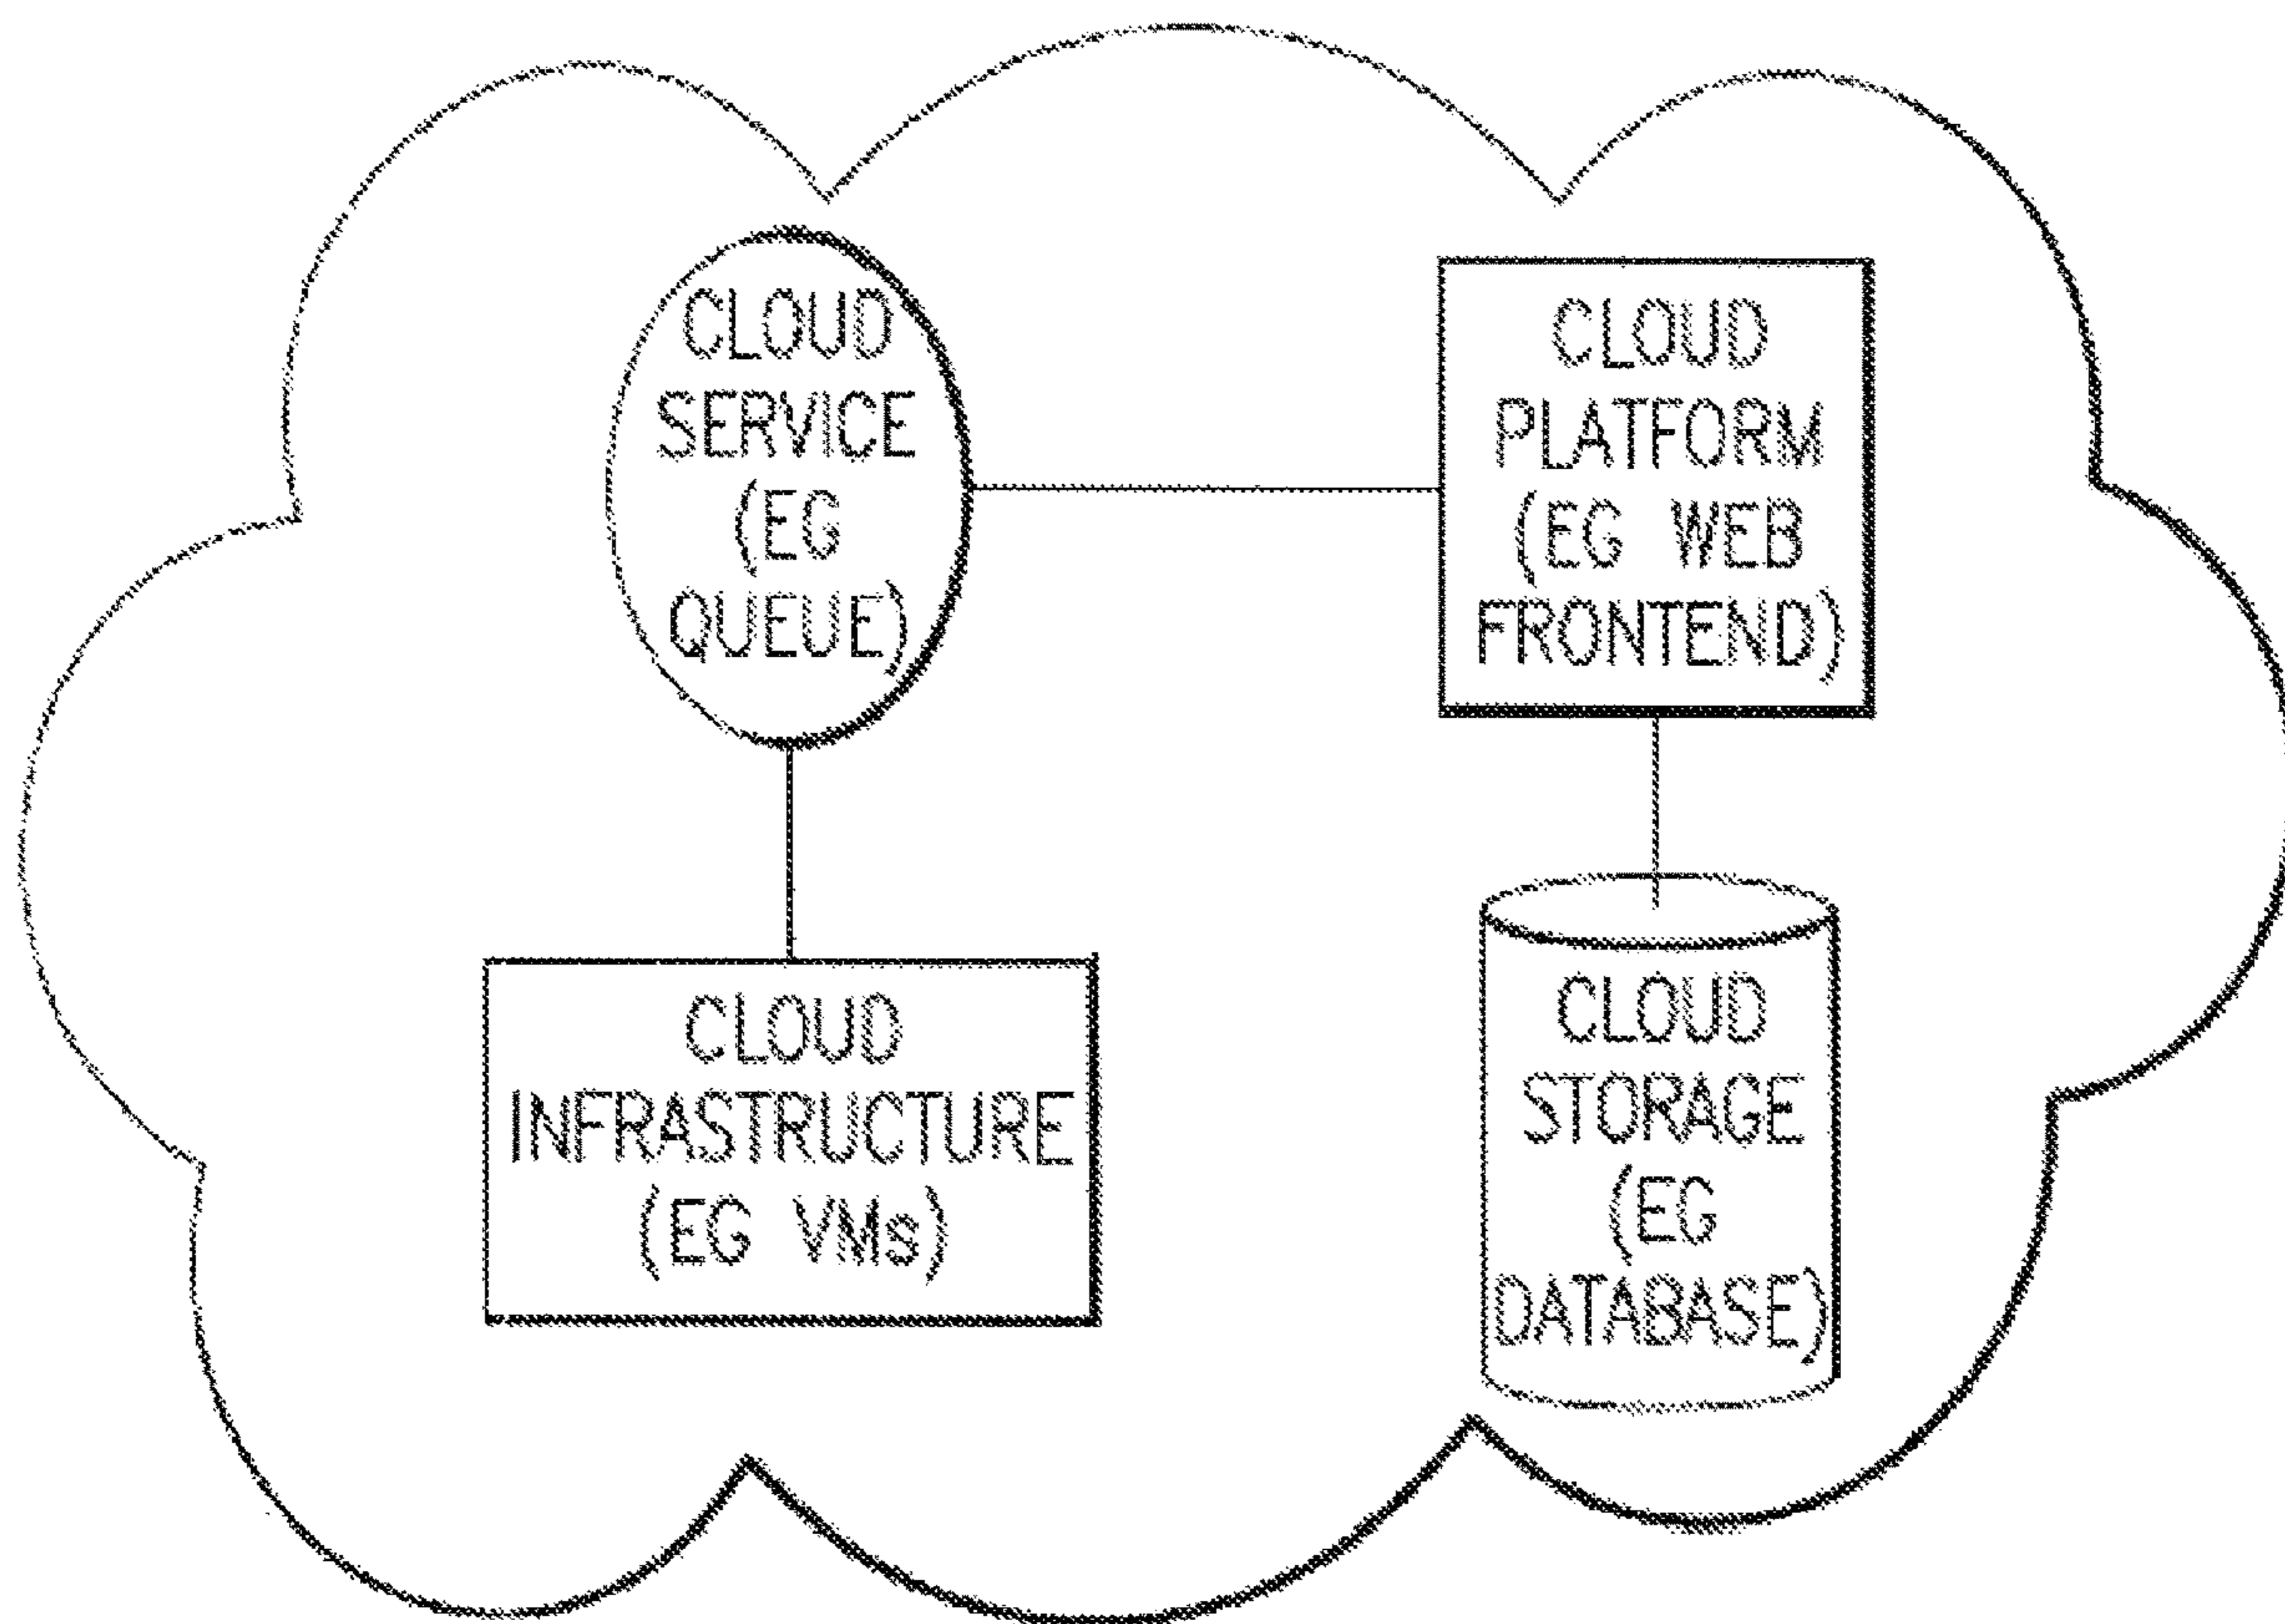 CLOUD
SERVICE
(EG
QUEUE)
CLOUD
PLATFORM
(EG WEB
FRONTEND)
CLOUD
INFRASTRUCTURE
(EG VMs)
CLOUD
STORAGE
(EG
DATABASE)